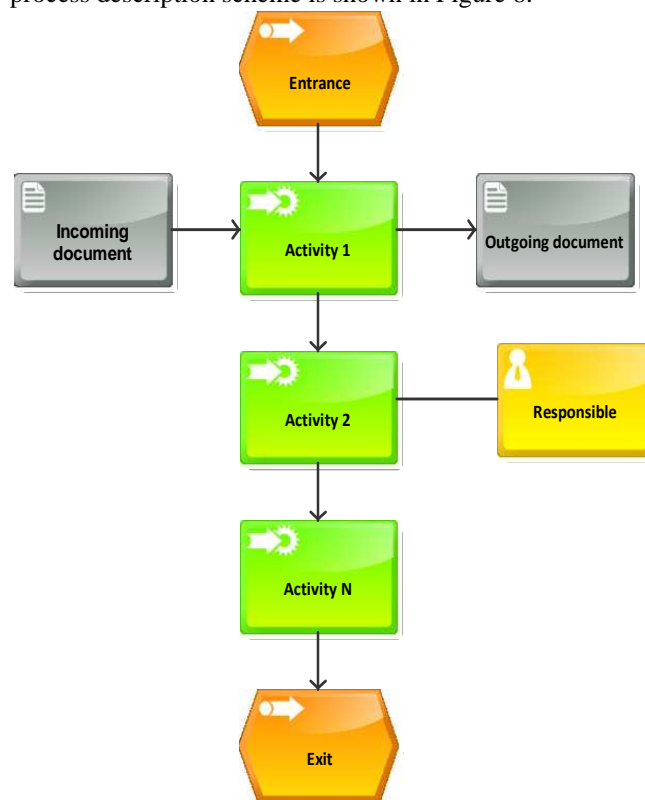 process description scheme is shown in Figure 8.
Entrance
Incoming
document
Activity 1
Outgoing document
Activity 2
Responsible
Activity N
Exit